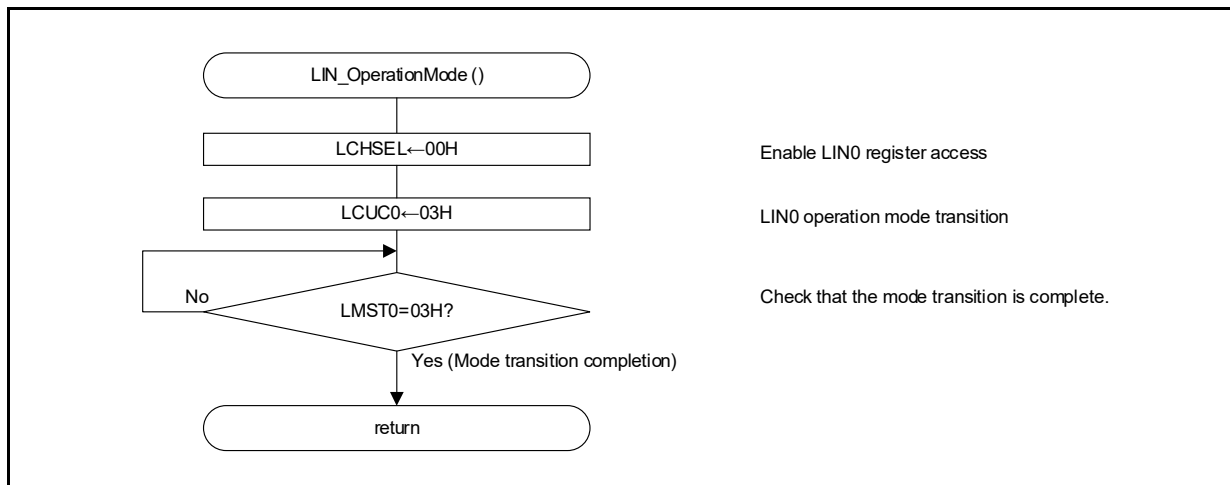 LIN_OperationMode ()
LCHSEL←00H
Enable LIN0 register access
LCUC0←03H
LIN0 operation mode transition
No
LMST0=03H?
Check that the mode transition is complete.
Yes (Mode transition completion)
return